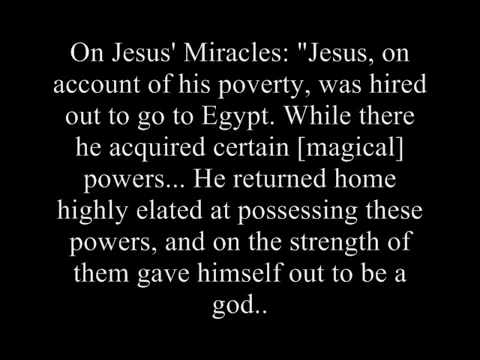 On Jesus' Miracles: "Jesus, on
account of his poverty, was hired
out to go to Egypt. While there
he acquired certain [magical]
powers... He returned home
highly elated at possessing these
powers, and on the strength of
them gave himself out to be a
god..